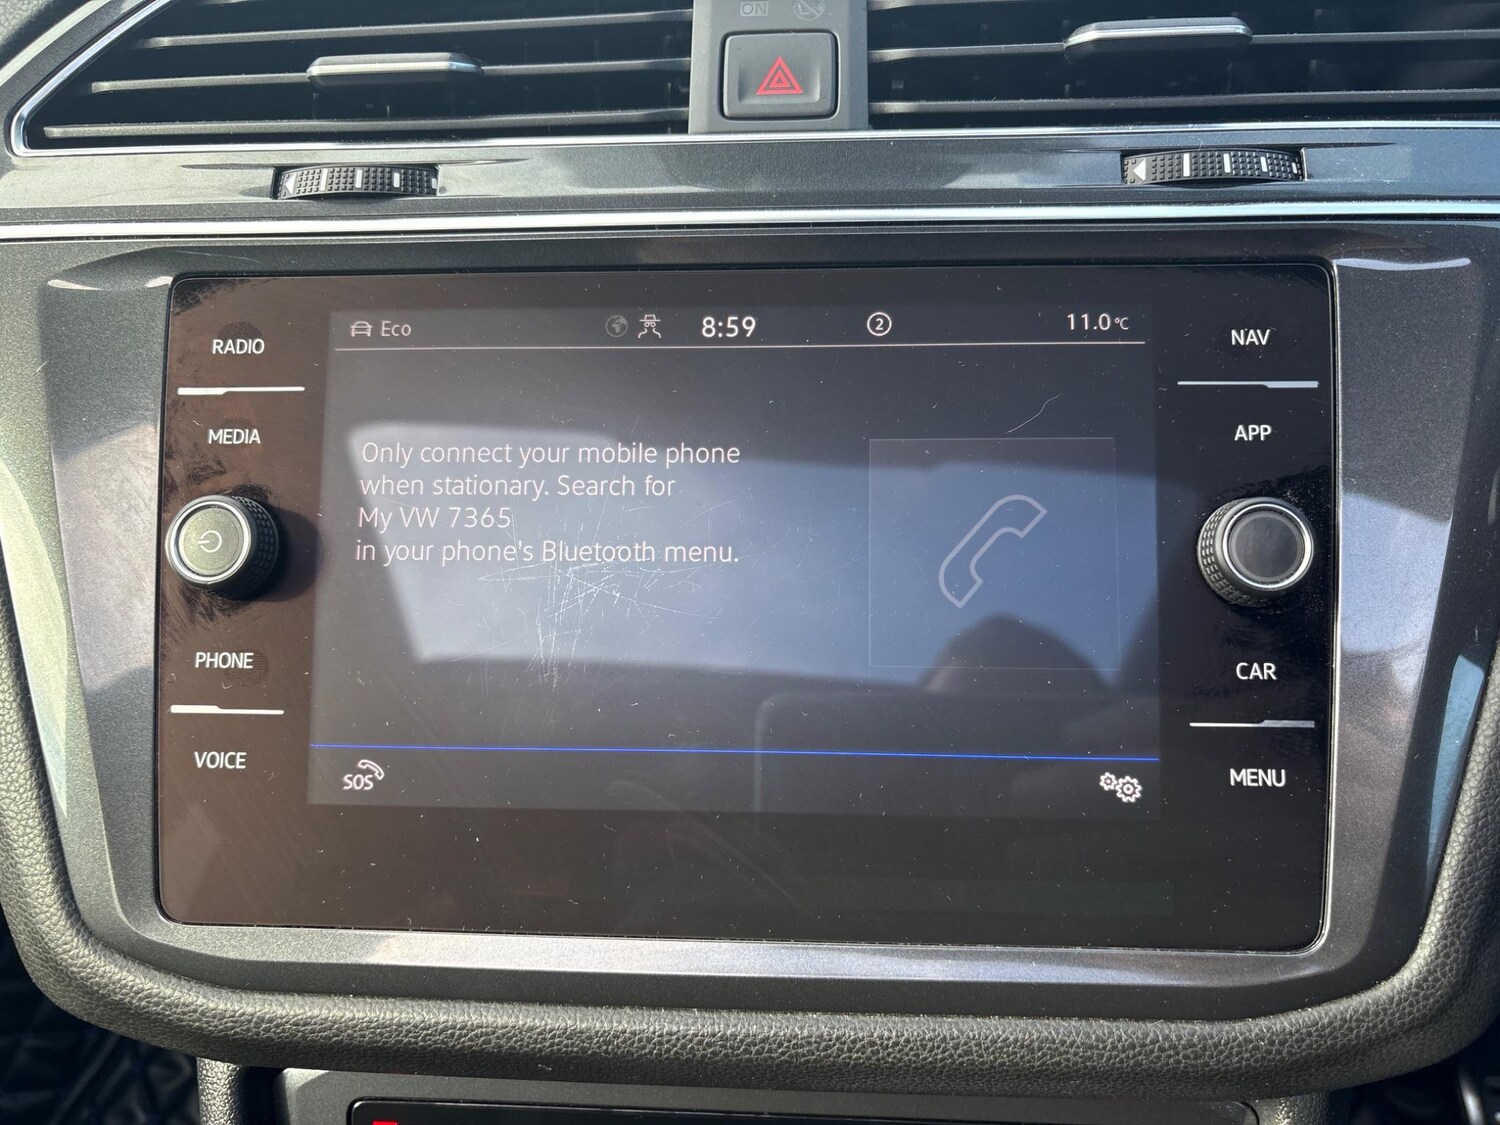 ON
RADIO
MEDIA
PHONE
VOICE
Eco
8:59
2
11.0°C
Only connect your mobile phone
when stationary. Search for
My VW 7365
in your phone's Bluetooth menu.
SOS
NAV
APP
CAR
MENU